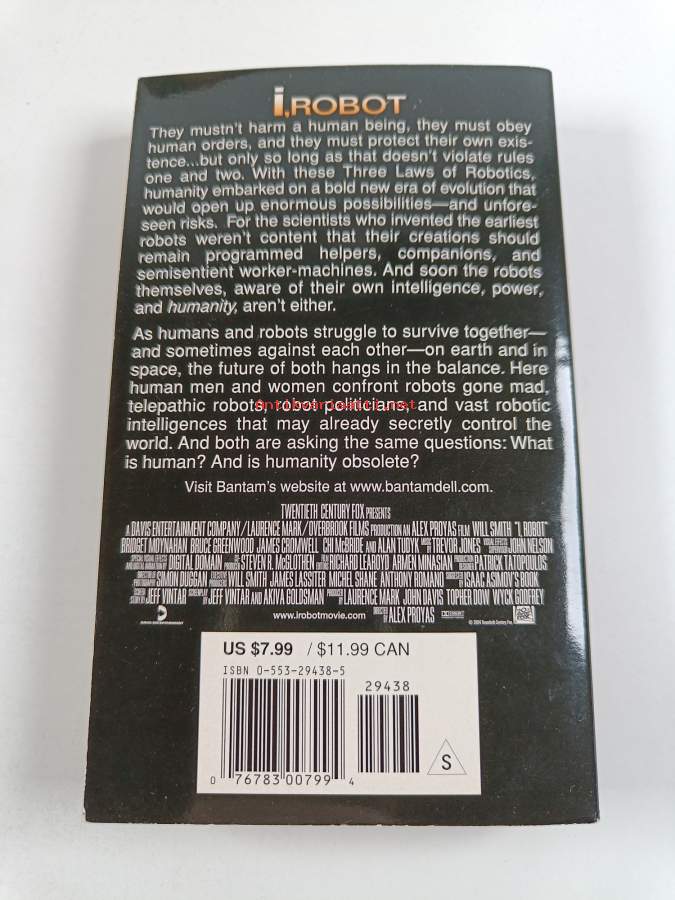 i, ROBOT
They mustn't harm a human being, they must obey
human orders, and they must protect their own exis-
tence...but only so long as that doesn't violate rules
one and two. With these Three Laws of Robotics,
humanity embarked on a bold new era of evolution that
would open up enormous possibilities—and unfore-
seen risks. For the scientists who invented the earliest
robots weren't content that their creations should
remain programmed helpers, companions, and
semisentient worker-machines. And soon the robots
themselves, aware of their own intelligence, power,
and humanity, aren't either.
As humans and robots struggle to survive together—
and sometimes against each other—on earth and in
space, the future of both hangs in the balance. Here
human men and women confront robots gone mad,
telepathic robots, robot politicians, and vast robotic
intelligences that may already secretly control the
world. And both are asking the same questions: What
is human? And is humanity obsolete?
Visit Bantam's website at www.bantamdell.com.
TWENTIETH CENTURY FOX PRESENTS
A DAVIS ENTERTAINMENT COMPANY / LAURENCE MARK / OVERBROOK FILMS PRODUCTION AN ALEX PROYAS FILM WILL SMITH "I, ROBOT"
BRIDGET MOYNAHAN BRUCE GREENWOOD JAMES CROMWELL CHI McBRIDE AND ALAN TUDYK MUSIC BY TREVOR JONES JOHN NELSON
DIGITAL DOMAIN STEVEN R. McGLOTHEN RICHARD LEAROYD ARMEN MINASIAN PATRICK TATOPOULOS
SIMON DUGGAN WILL SMITH JAMES LASSITER MICHEL SHANE ANTHONY ROMANO ISAAC ASIMOV'S BOOK
STORY BY JEFF VINTAR SCREENPLAY BY JEFF VINTAR AND AKIVA GOLDSMAN PRODUCED BY LAURENCE MARK JOHN DAVIS TOPHER DOW WYCK GODFREY
www.irobotmovie.com DIRECTED BY ALEX PROYAS
US $7.99 / $11.99 CAN
ISBN 0-553-29438-5
29438
0 76783 00799 4
S